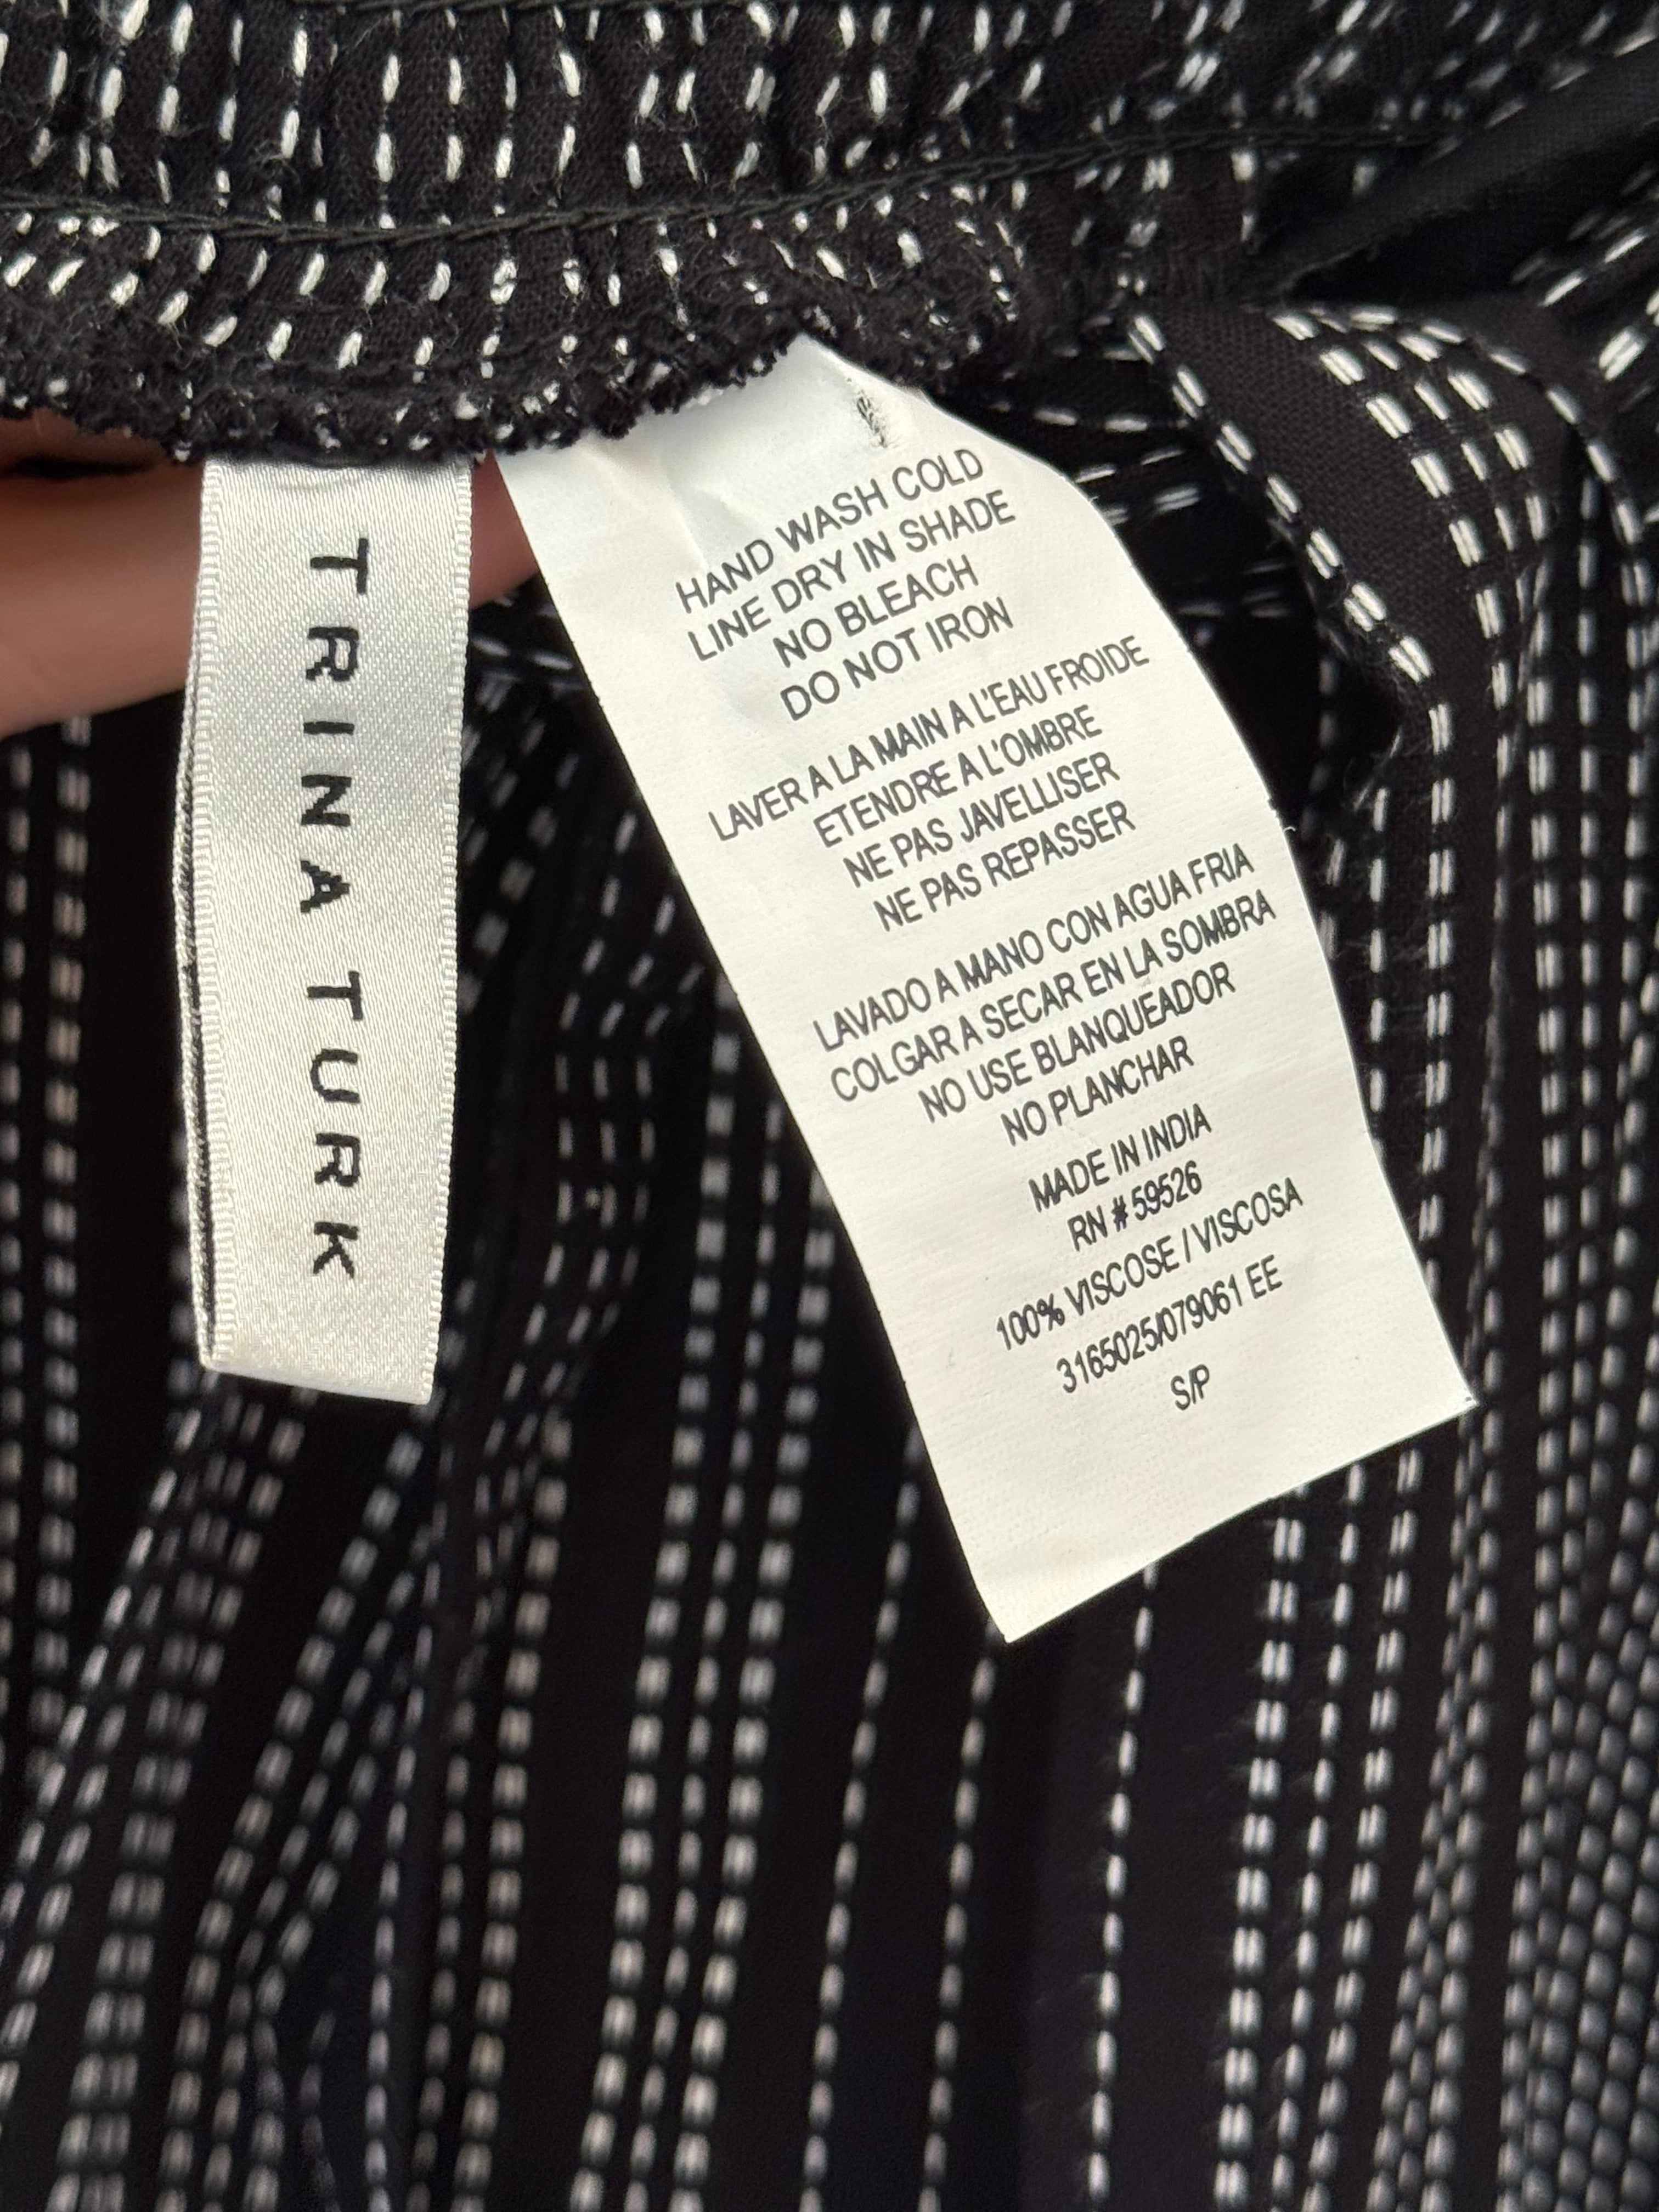 TRINA TURK
HAND WASH COLD
LINE DRY IN SHADE
NO BLEACH
DO NOT IRON
LAVER A LA MAIN A L'EAU FROIDE
ETENDRE A L'OMBRE
NE PAS JAVELLISER
NE PAS REPASSER
LAVADO A MANO CON AGUA FRIA
COLGAR A SECAR EN LA SOMBRA
NO USE BLANQUEADOR
NO PLANCHAR
MADE IN INDIA
RN # 59526
100% VISCOSE / VISCOSA
3165025/079061 EE
S/P